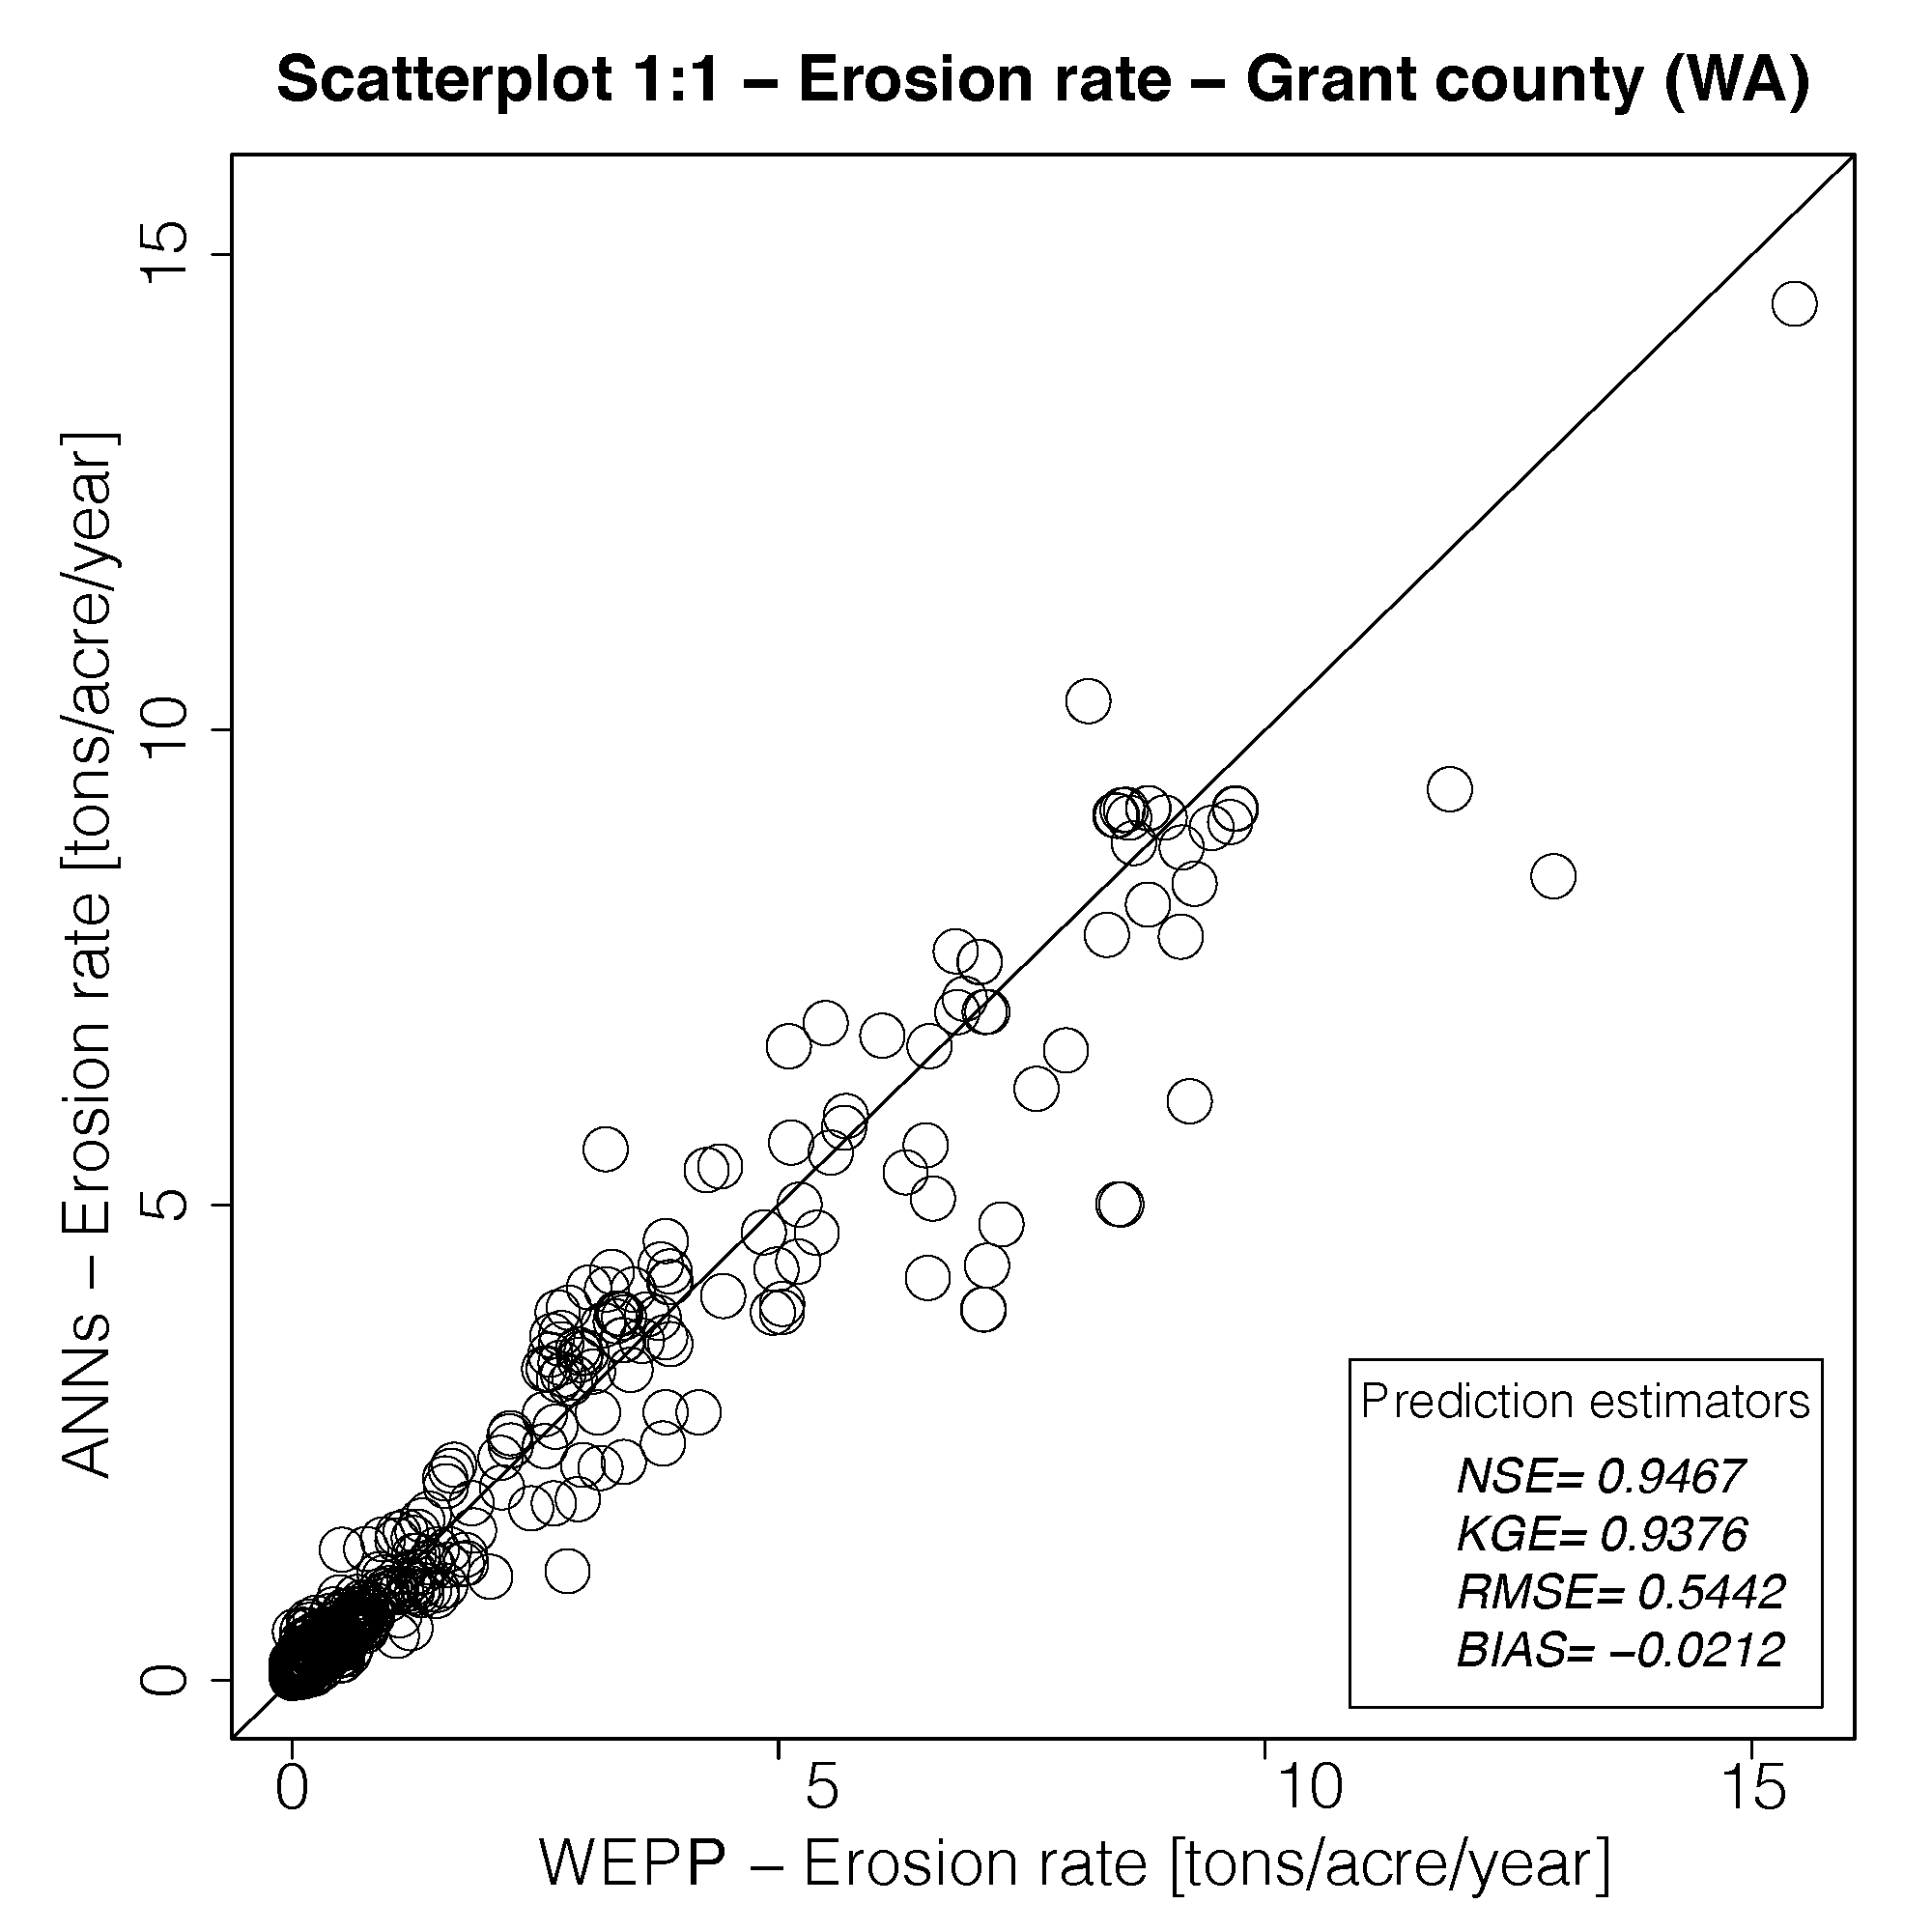 Scatterplot 1:1 – Erosion rate – Grant county (WA)
ANNs – Erosion rate [tons/acre/year]
15
10
5
0
Prediction estimators
NSE= 0.9467
KGE= 0.9376
RMSE= 0.5442
BIAS= −0.0212
0 5 10 15
WEPP – Erosion rate [tons/acre/year]